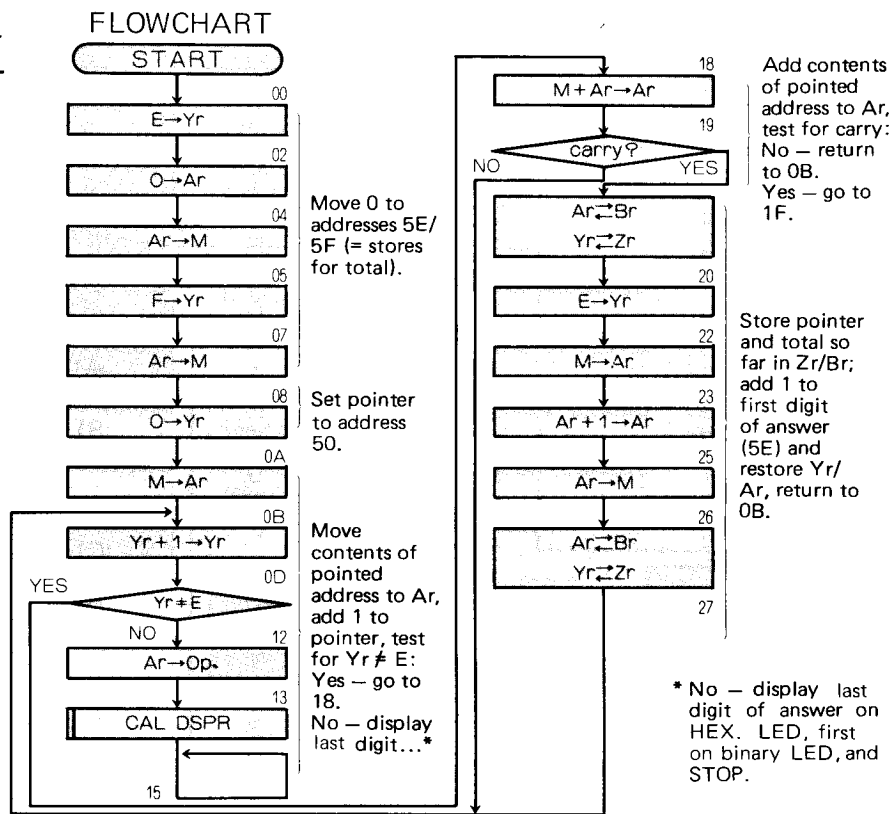 FLOWCHART
START
00
E→Yr
02
O→Ar
04
Ar→M
05
F→Yr
07
Ar→M
Move 0 to
addresses 5E/
5F (= stores
for total).
08
O→Yr
Set pointer
to address
50.
0A
M→Ar
0B
Yr+1→Yr
0D
YES
Yr≠E
NO
12
Ar→Op.
13
CAL DSPR
15
Move
contents of
pointed
address to Ar,
add 1 to
pointer, test
for Yr ≠ E:
Yes – go to
18.
No – display
last digit...*
18
M+Ar→Ar
19
carry?
NO
YES
Add contents
of pointed
address to Ar,
test for carry:
No – return
to 0B.
Yes – go to
1F.
Ar⇄Br
Yr⇄Zr
20
E→Yr
22
M→Ar
23
Ar+1→Ar
25
Ar→M
26
Ar⇄Br
Yr⇄Zr
27
Store pointer
and total so
far in Zr/Br;
add 1 to
first digit
of answer
(5E) and
restore Yr/
Ar, return to
0B.
* No – display last
digit of answer on
HEX. LED, first
on binary LED, and
STOP.